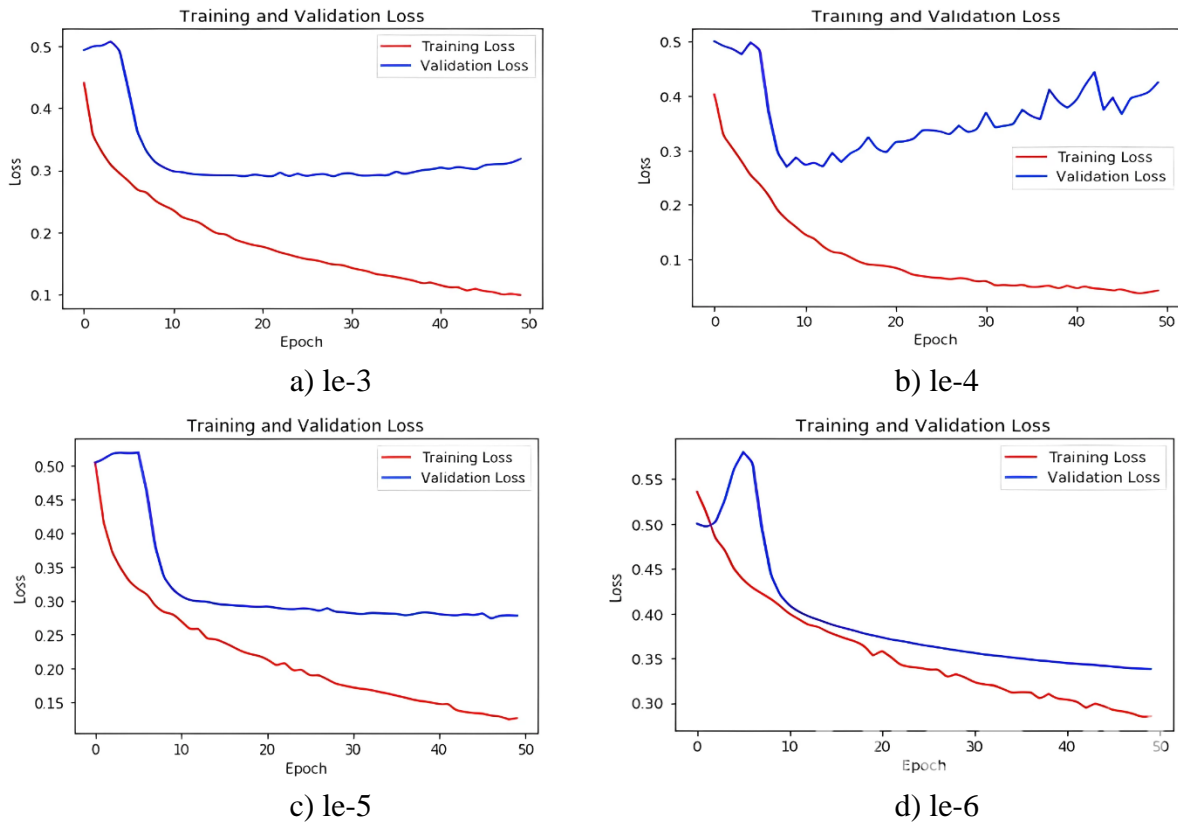 Training and Validation Loss
Training and Validation Loss
0.5
0.4
0.3
0.2
0.1
Loss
Training Loss
Validation Loss
0 10 20 30 40 50
Epoch
0.5
0.4
0.3
0.2
0.1
Loss
Training Loss
Validation Loss
0 10 20 30 40 50
Epoch
a) le-3
b) le-4
Training and Validation Loss
Training and Validation Loss
0.50
0.45
0.40
0.35
0.30
0.25
0.20
0.15
Loss
Training Loss
Validation Loss
0 10 20 30 40 50
Epoch
0.55
0.50
0.45
0.40
0.35
0.30
Loss
Training Loss
Validation Loss
0 10 20 30 40 50
Epoch
c) le-5
d) le-6